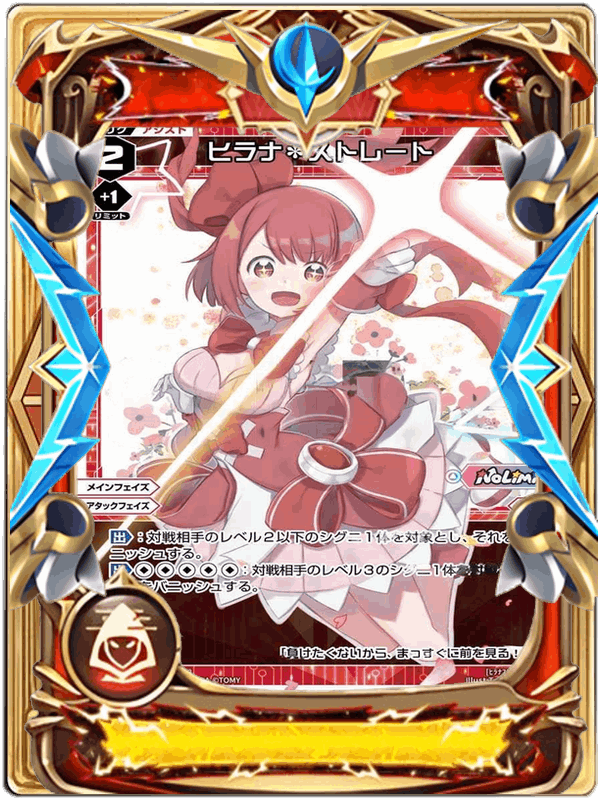 アシスト
2
ヒラナ＊ストレート
+1
リミット
NoLimi
メインフェイズ
アタックフェイズ
出：対戦相手のレベル２以下のシグニ１体を対象とし、それを
ニッシュする。
出◆◆◆◆◆：対戦相手のレベル３のシグニ１体を
をバニッシュする。
「負けたくないから、まっすぐに前を見る！
©TOMY
Illust